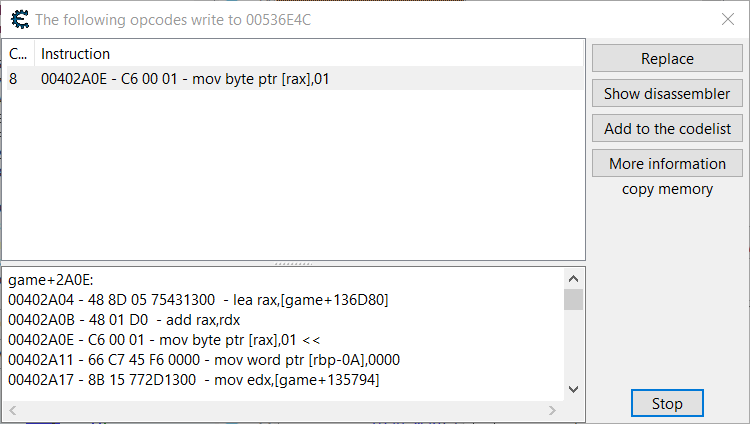 The following opcodes write to 00536E4C
C... Instruction
8 00402A0E - C6 00 01 - mov byte ptr [rax],01
Replace
Show disassembler
Add to the codelist
More information
copy memory
game+2A0E:
00402A04 - 48 8D 05 75431300 - lea rax,[game+136D80]
00402A0B - 48 01 D0 - add rax,rdx
00402A0E - C6 00 01 - mov byte ptr [rax],01 <<
00402A11 - 66 C7 45 F6 0000 - mov word ptr [rbp-0A],0000
00402A17 - 8B 15 772D1300 - mov edx,[game+135794]
Stop